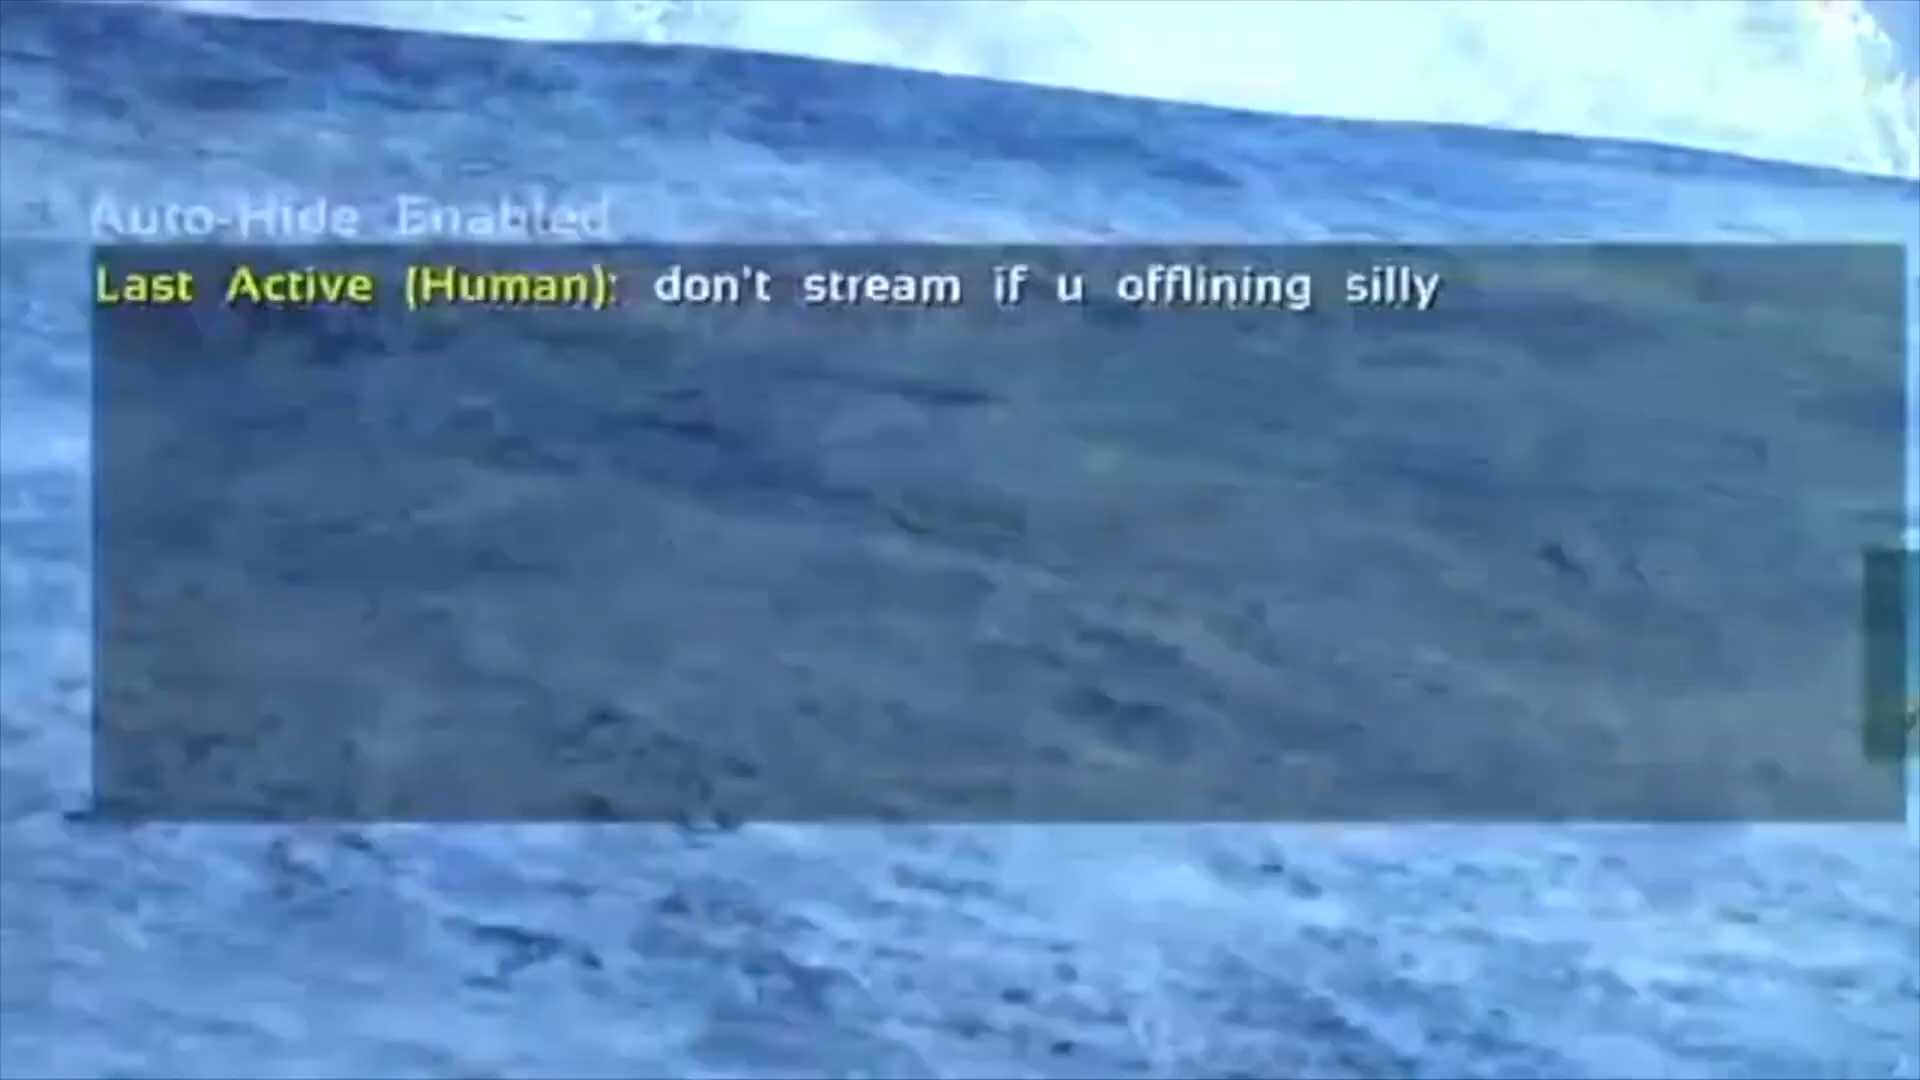 Auto-Hide Enabled
Last Active (Human): don't stream if u offlining silly